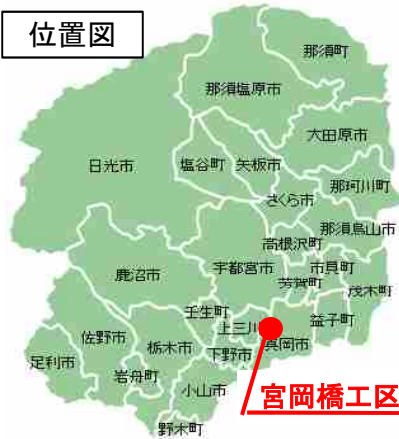 位置図
那須町
那須塩原市
大田原市
日光市
塩谷町
矢板市
那珂川町
さくら市
那須烏山市
高根沢町
鹿沼市
宇都宮市
市貝町
芳賀町
茂木町
壬生町
上三川
益子町
佐野市
栃木市
下野市
真岡市
足利市
岩舟町
小山市
宮岡橋工区
野木町